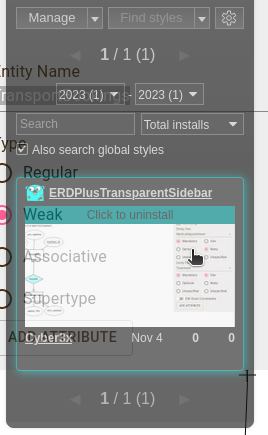 Manage
Find styles
1 / 1 (1)
Entity Name
Transpor
2023 (1) - 2023 (1)
Search
Total installs
Also search global styles
Type
Regular
ERDPlusTransparentSidebar
Weak
Click to uninstall
Associative
Supertype
ADD ATTRIBUTE
Cyber3x Nov 4 0 0
1 / 1 (1)